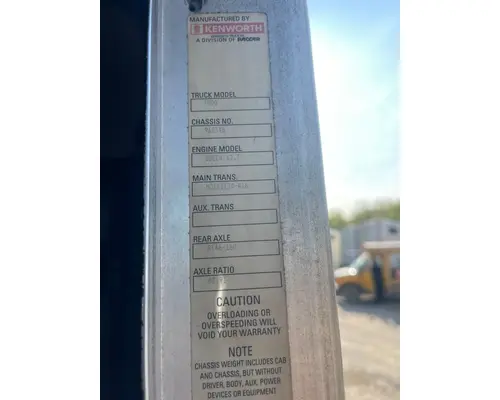 MANUFACTURED BY
KENWORTH
A DIVISION OF PACCAR
TRUCK MODEL
CHASSIS NO.
ENGINE MODEL
MAIN TRANS.
AUX. TRANS
REAR AXLE
AXLE RATIO
CAUTION
OVERLOADING OR
OVERSPEEDING WILL
VOID YOUR WARRANTY
NOTE
CHASSIS WEIGHT INCLUDES CAB
AND CHASSIS, BUT WITHOUT
DRIVER, BODY, AUX. POWER
DEVICES OR EQUIPMENT